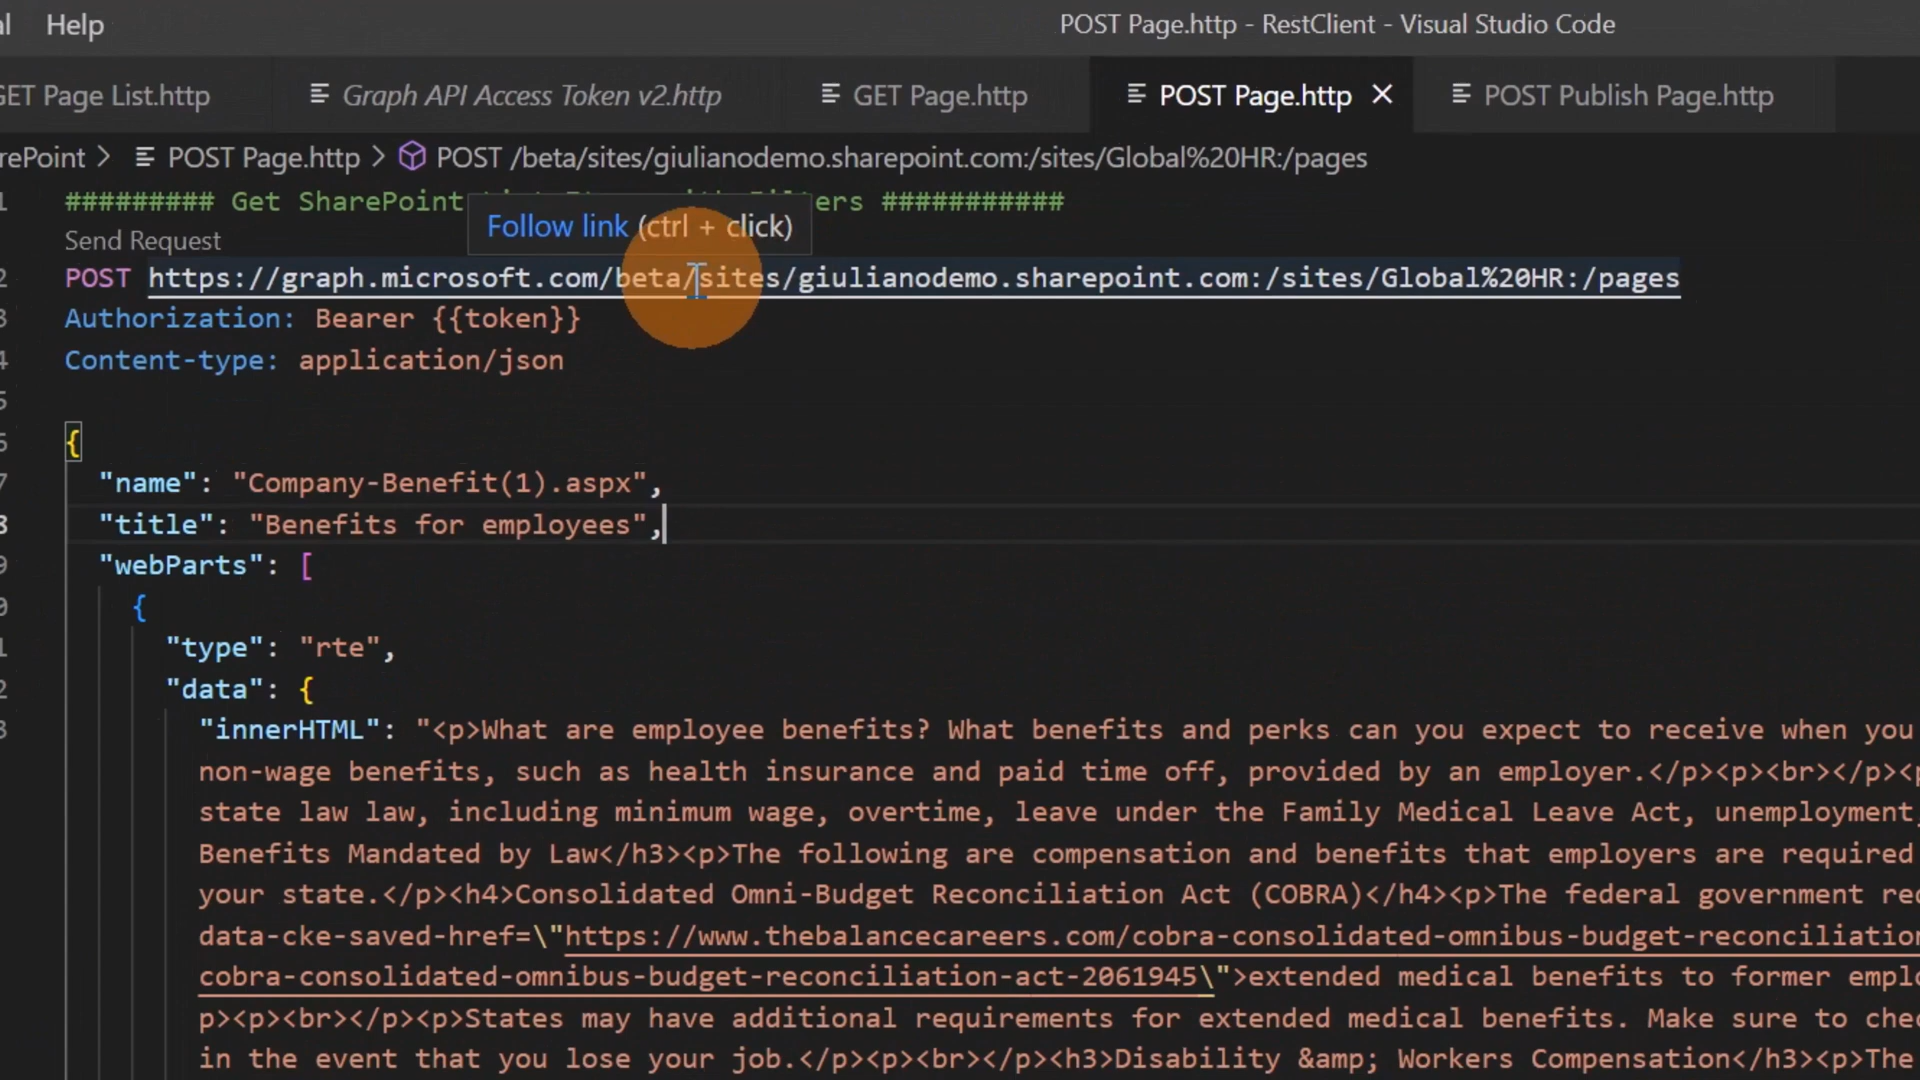 Help
POST Page.http - RestClient - Visual Studio Code
GET Page List.http
Graph API Access Token v2.http
GET Page.http
POST Page.http
POST Publish Page.http
rePoint > POST Page.http > POST /beta/sites/giulianodemo.sharepoint.com:/sites/Global%20HR:/pages
######### Get SharePoint ###########
Follow link (ctrl + click)
Send Request
POST https://graph.microsoft.com/beta/sites/giulianodemo.sharepoint.com:/sites/Global%20HR:/pages
Authorization: Bearer {{token}}
Content-type: application/json
{
"name": "Company-Benefit(1).aspx",
"title": "Benefits for employees",
"webParts": [
{
"type": "rte",
"data": {
"innerHTML": "<p>What are employee benefits? What benefits and perks can you expect to receive when you
non-wage benefits, such as health insurance and paid time off, provided by an employer.</p><p><br></p><p
state law law, including minimum wage, overtime, leave under the Family Medical Leave Act, unemployment,
Benefits Mandated by Law</h3><p>The following are compensation and benefits that employers are required
your state.</p><h4>Consolidated Omni-Budget Reconciliation Act (COBRA)</h4><p>The federal government rec
data-cke-saved-href=\"https://www.thebalancecareers.com/cobra-consolidated-omnibus-budget-reconciliation
cobra-consolidated-omnibus-budget-reconciliation-act-2061945\">extended medical benefits to former emplo
p><p><br></p><p>States may have additional requirements for extended medical benefits. Make sure to chec
in the event that you lose your job.</p><p><br></p><h3>Disability &amp; Workers Compensation</h3><p>The